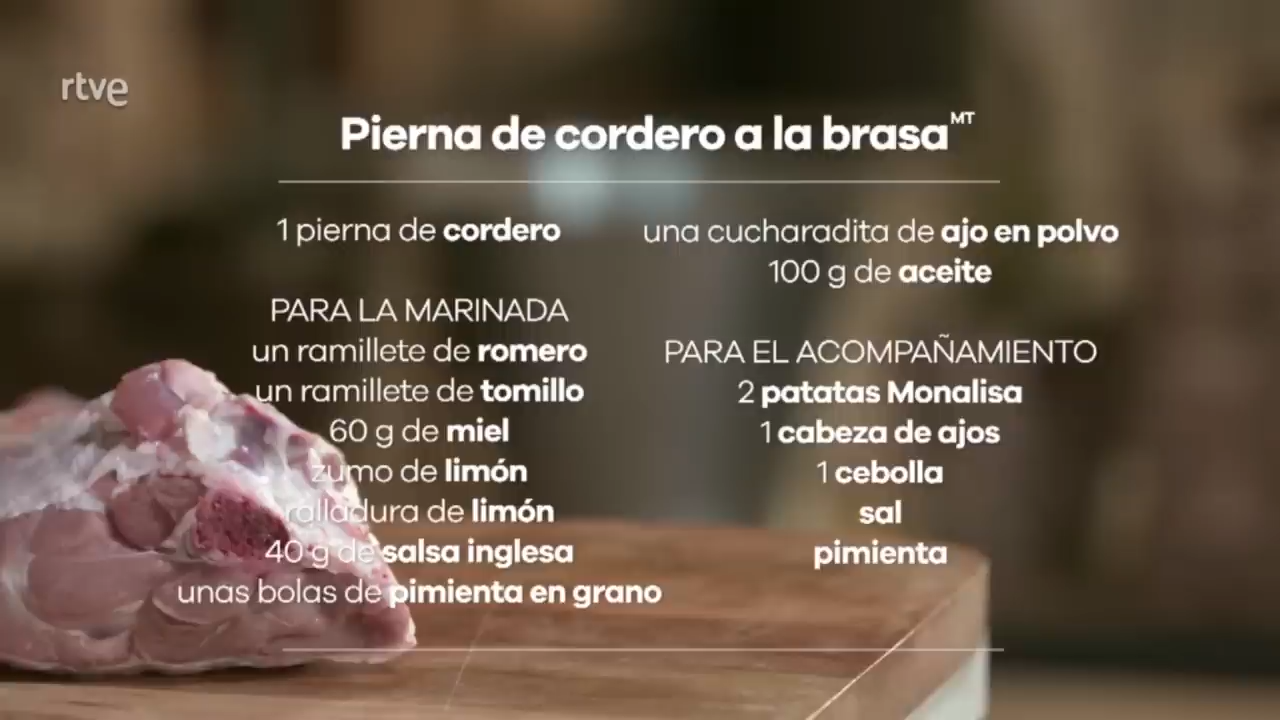 rtve
Pierna de cordero a la brasa MT
1 pierna de cordero
PARA LA MARINADA
un ramillete de romero
un ramillete de tomillo
60 g de miel
zumo de limón
ralladura de limón
40 g de salsa inglesa
unas bolas de pimienta en grano
una cucharadita de ajo en polvo
100 g de aceite
PARA EL ACOMPAÑAMIENTO
2 patatas Monalisa
1 cabeza de ajos
1 cebolla
sal
pimienta